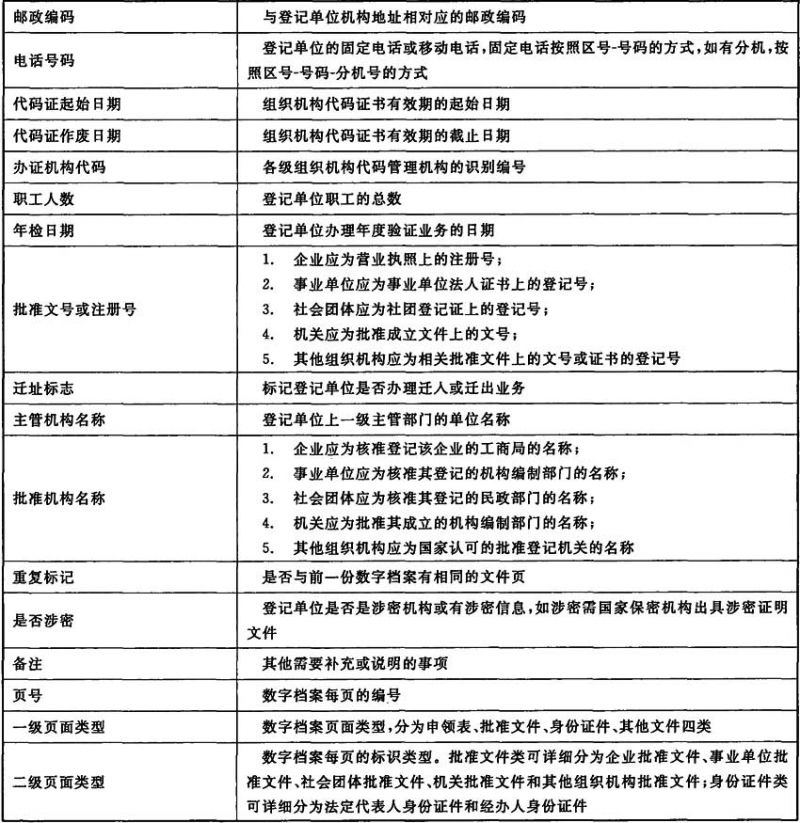 邮政编码
与登记单位机构地址相对应的邮政编码
电话号码
登记单位的固定电话或移动电话,固定电话按照区号-号码的方式,如有分机,按
照区号-号码-分机号的方式
代码证起始日期
组织机构代码证书有效期的起始日期
代码证作废日期
组织机构代码证书有效期的截止日期
办证机构代码
各级组织机构代码管理机构的识别编号
职工人数
登记单位职工的总数
年检日期
登记单位办理年度验证业务的日期
批准文号或注册号
1. 企业应为营业执照上的注册号;
2. 事业单位应为事业单位法人证书上的登记号;
3. 社会团体应为社团登记证上的登记号;
4. 机关应为批准成立文件上的文号;
5. 其他组织机构应为相关批准文件上的文号或证书的登记号
迁址标志
标记登记单位是否办理迁入或迁出业务
主管机构名称
登记单位上一级主管部门的单位名称
批准机构名称
1. 企业应为核准登记该企业的工商局的名称;
2. 事业单位应为核准其登记的机构编制部门的名称;
3. 社会团体应为核准其登记的民政部门的名称;
4. 机关应为批准其成立的机构编制部门的名称;
5. 其他组织机构应为国家认可的批准登记机关的名称
重复标记
是否与前一份数字档案有相同的文件页
是否涉密
登记单位是否是涉密机构或有涉密信息,如涉密需国家保密机构出具涉密证明
文件
备注
其他需要补充或说明的事项
页号
数字档案每页的编号
一级页面类型
数字档案页面类型,分为申领表、批准文件、身份证件、其他文件四类
二级页面类型
数字档案每页的标识类型。批准文件类可详细分为企业批准文件、事业单位批
准文件、社会团体批准文件、机关批准文件和其他组织机构批准文件;身份证件类
可详细分为法定代表人身份证件和经办人身份证件